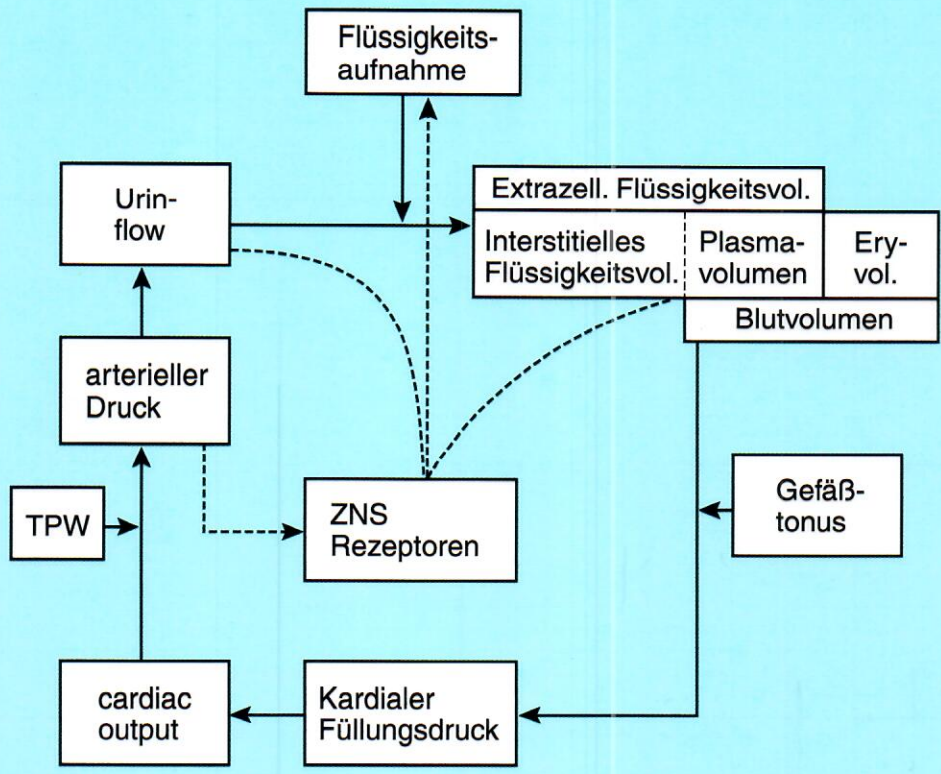 Flüssigkeits-
aufnahme
Urin-
flow
Extrazell. Flüssigkeitsvol.
Interstitielles
Flüssigkeitsvol.
Plasma-
volumen
Ery-
vol.
Blutvolumen
arterieller
Druck
TPW
ZNS
Rezeptoren
Gefäß-
tonus
cardiac
output
Kardialer
Füllungsdruck